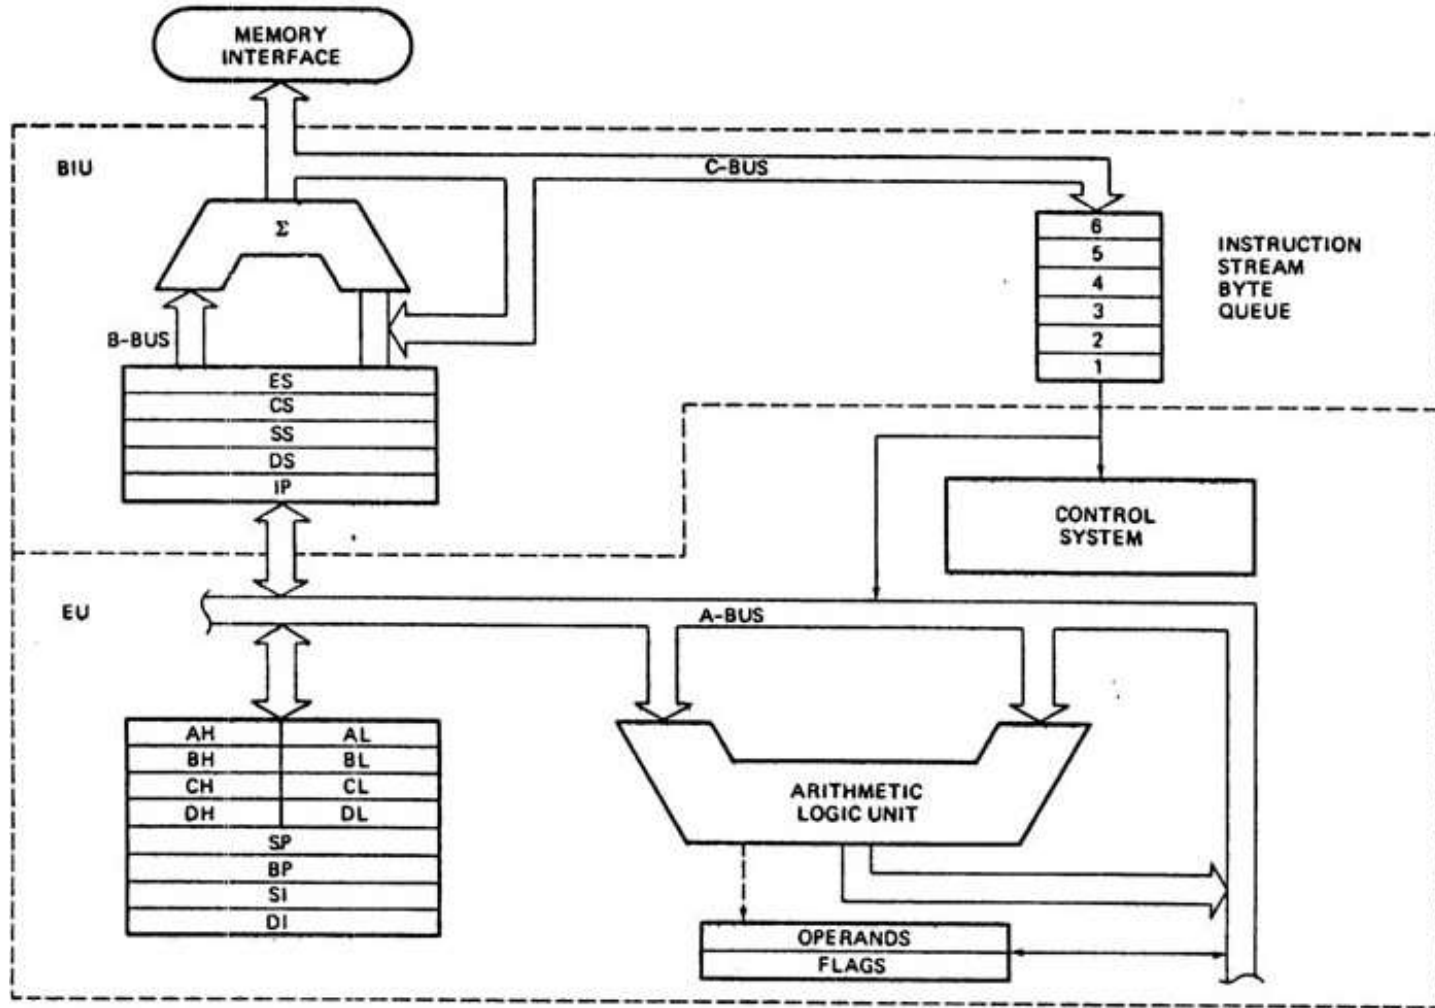 MEMORY
INTERFACE
BIU
C-BUS
Σ
6
5
4
3
2
1
INSTRUCTION
STREAM
BYTE
QUEUE
B-BUS
ES
CS
SS
DS
IP
CONTROL
SYSTEM
EU
A-BUS
AH AL
BH BL
CH CL
DH DL
SP
BP
SI
DI
ARITHMETIC
LOGIC UNIT
OPERANDS
FLAGS